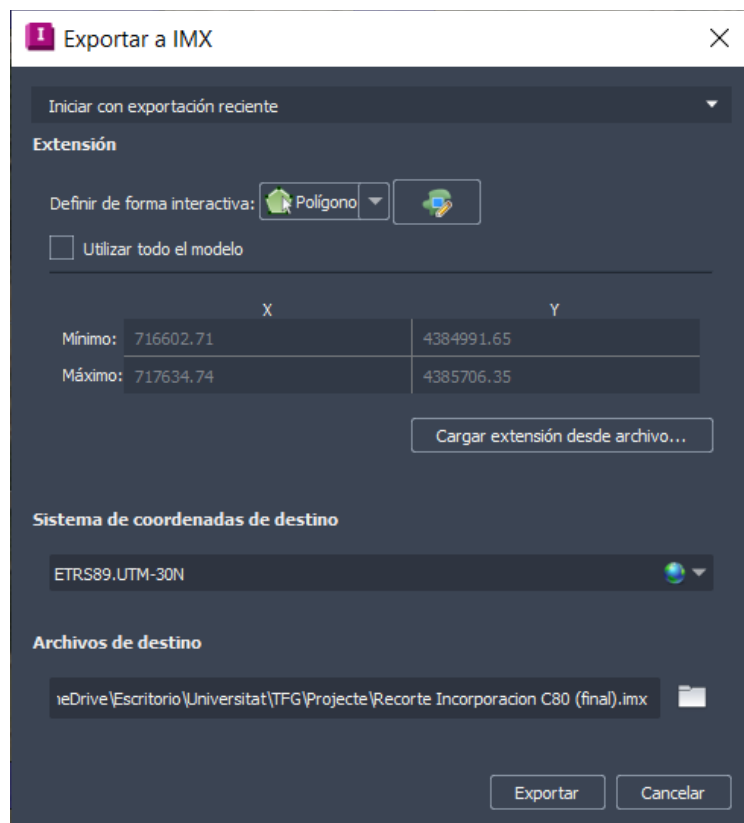 I Exportar a IMX
Iniciar con exportación reciente
Extensión
Definir de forma interactiva: Polígono
Utilizar todo el modelo
X Y
Mínimo: 716602.71 4384991.65
Máximo: 717634.74 4385706.35
Cargar extensión desde archivo...
Sistema de coordenadas de destino
ETRS89.UTM-30N
Archivos de destino
ıeDrive\Escritorio\Universitat\TFG\Projecte\Recorte Incorporacion C80 (final).imx
Exportar Cancelar